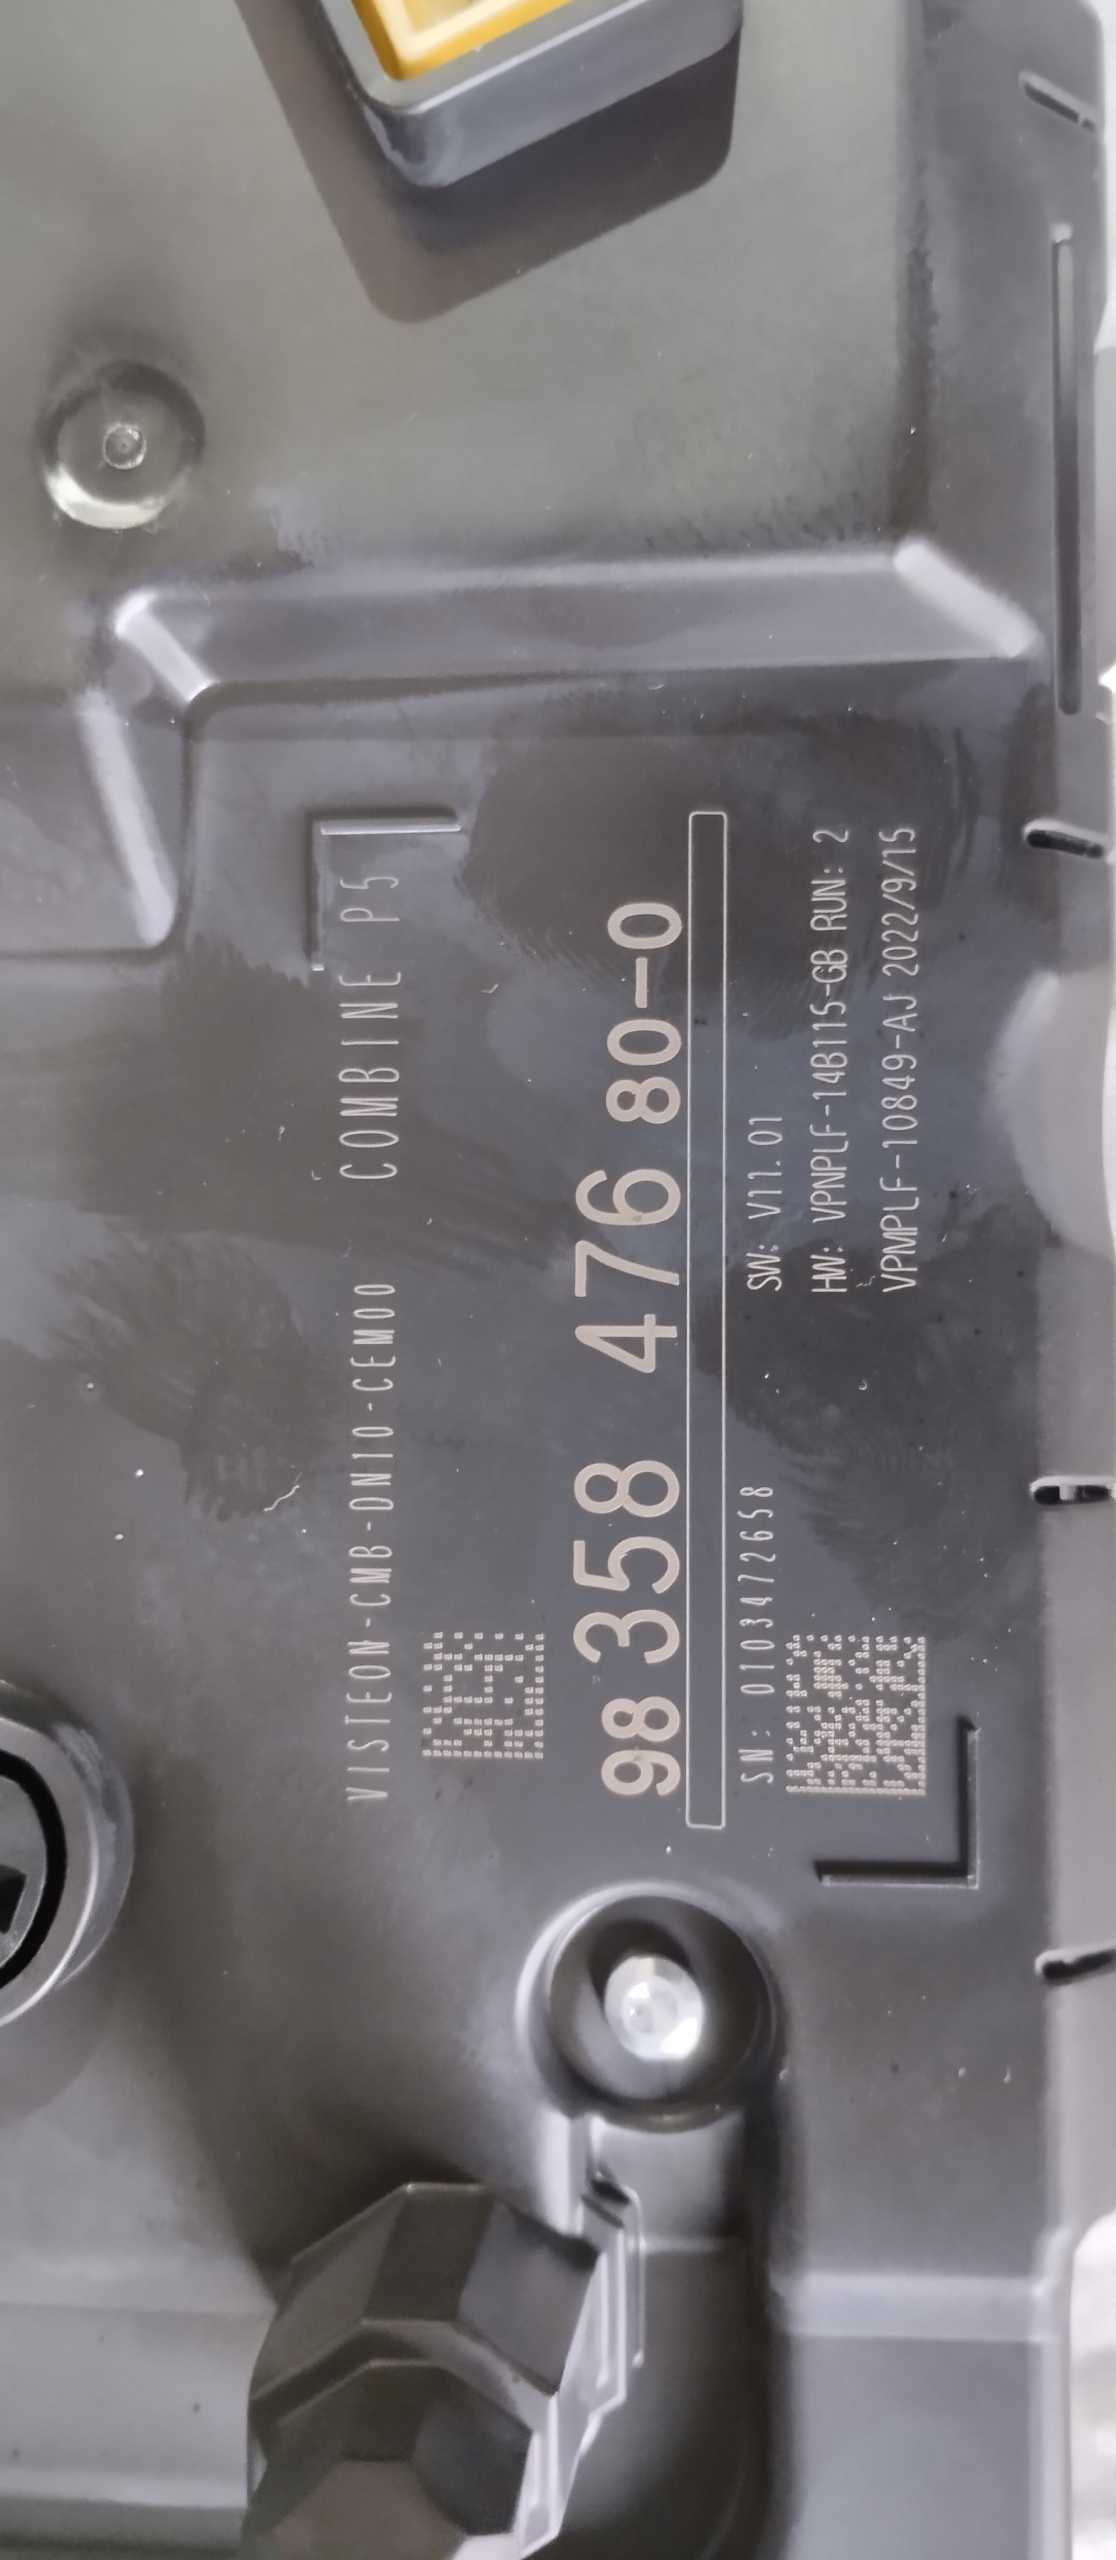 VISTEON-CMB-DN10-CEM00 COMBINE P5
98 358 476 80-0
SN: 0103472658 SW: V11.01
HW: VPNPLF-14B115-GB RUN: 2
VPMPLF-10849-AJ 2022/9/15